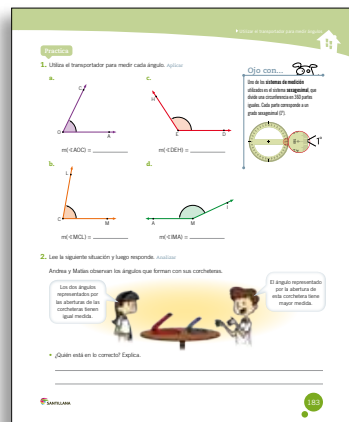 Utilizar el transportador para medir ángulos
Practica
1. Utiliza el transportador para medir cada ángulo. Aplicar
a.
C
O
A
m(∢AOC) =
c.
H
E
D
m(∢DEH) =
b.
L
C
M
m(∢MCL) =
d.
A
M
I
m(∢IMA) =
Ojo con...
Uno de los sistemas de medición
utilizados es el sistema sexagesimal, que
divide una circunferencia en 360 partes
iguales. Cada parte corresponde a un
grado sexagesimal (1°).
1°
2. Lee la siguiente situación y luego responde. Analizar
Andrea y Matías observan los ángulos que forman con sus corcheteras.
Los dos ángulos
representados por
las aberturas de las
corcheteras tienen
igual medida.
El ángulo representado
por la abertura de
esta corchetera tiene
mayor medida.
• ¿Quién está en lo correcto? Explica.
SANTILLANA
183